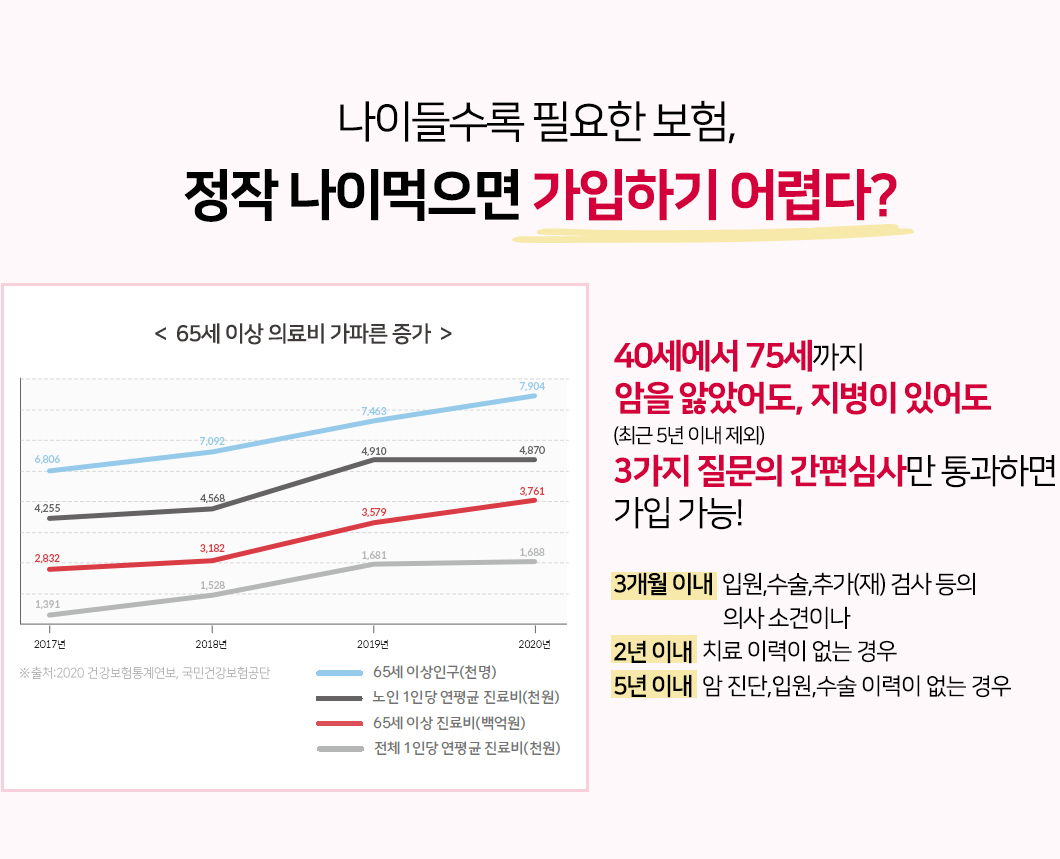 나이들수록 필요한 보험,
정작 나이먹으면 가입하기 어렵다?
< 65세 이상 의료비 가파른 증가 >
6,806
7,092
7,463
7,904
4,255
4,568
4,910
4,870
2,832
3,182
3,579
3,761
1,391
1,528
1,681
1,688
2017년
2018년
2019년
2020년
※출처:2020 건강보험통계연보, 국민건강보험공단
65세 이상인구(천명)
노인 1인당 연평균 진료비(천원)
65세 이상 진료비(백억원)
전체 1인당 연평균 진료비(천원)
40세에서 75세까지
암을 앓았어도, 지병이 있어도
(최근 5년 이내 제외)
3가지 질문의 간편심사만 통과하면
가입 가능!
3개월 이내 입원,수술,추가(재) 검사 등의
의사 소견이나
2년 이내 치료 이력이 없는 경우
5년 이내 암 진단,입원,수술 이력이 없는 경우